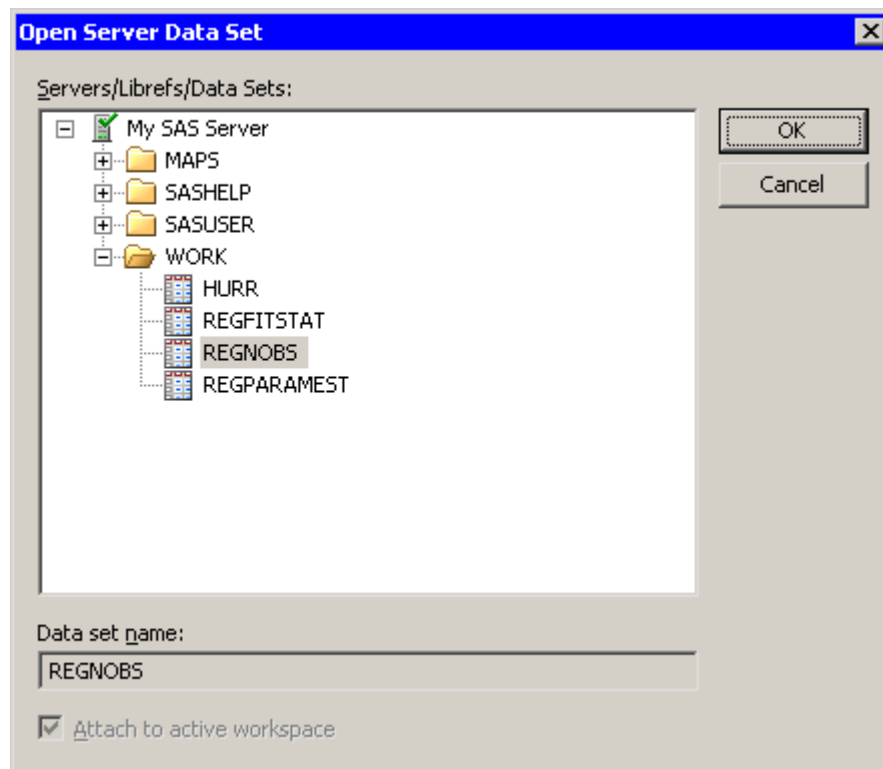 Open Server Data Set
Servers/Librefs/Data Sets:
My SAS Server
MAPS
SASHELP
SASUSER
WORK
HURR
REGFITSTAT
REGNOBS
REGPARAMEST
OK
Cancel
Data set name:
REGNOBS
Attach to active workspace